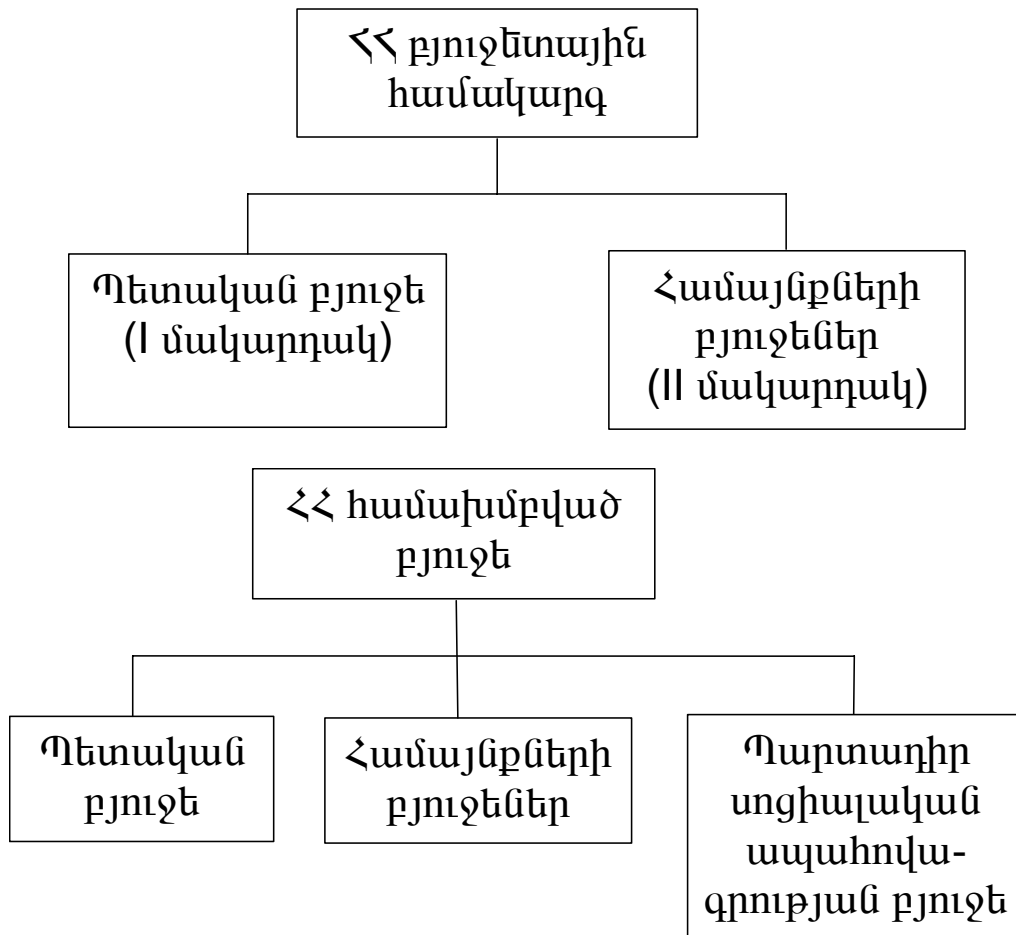 ՀՀ բյուջետային
համակարգ
Պետական բյուջե
(I մակարդակ)
Համայնքների
բյուջեներ
(II մակարդակ)
ՀՀ համախմբված
բյուջե
Պետական
բյուջե
Համայնքների
բյուջեներ
Պարտադիր
սոցիալական
ապահովա-
գրության բյուջե